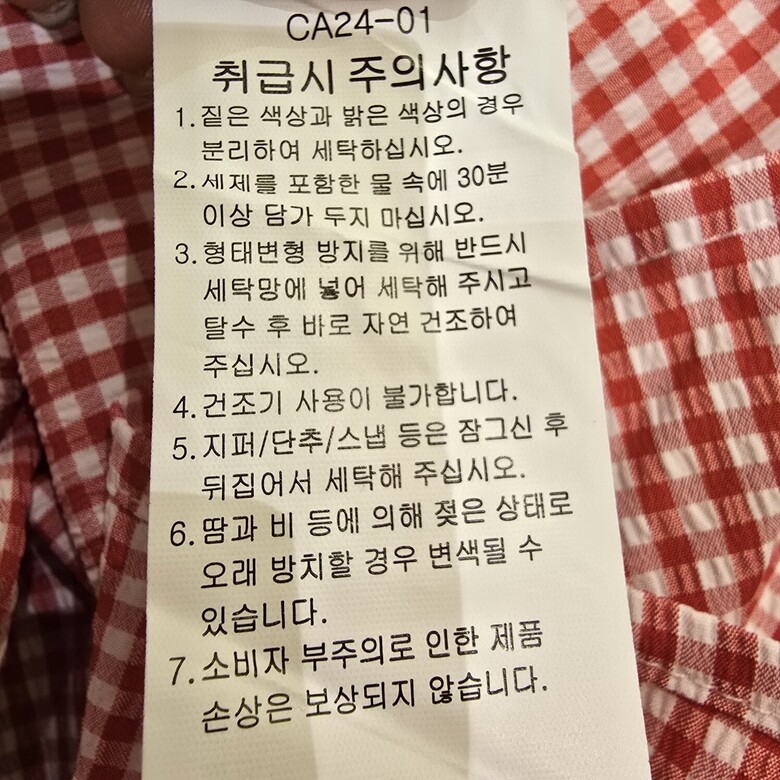 CA24-01
취급시 주의사항
1. 짙은 색상과 밝은 색상의 경우
분리하여 세탁하십시오.
2. 세제를 포함한 물 속에 30분
이상 담가 두지 마십시오.
3. 형태변형 방지를 위해 반드시
세탁망에 넣어 세탁해 주시고
탈수 후 바로 자연 건조하여
주십시오.
4. 건조기 사용이 불가합니다.
5. 지퍼/단추/스냅 등은 잠그신 후
뒤집어서 세탁해 주십시오.
6. 땀과 비 등에 의해 젖은 상태로
오래 방치할 경우 변색될 수
있습니다.
7. 소비자 부주의로 인한 제품
손상은 보상되지 않습니다.